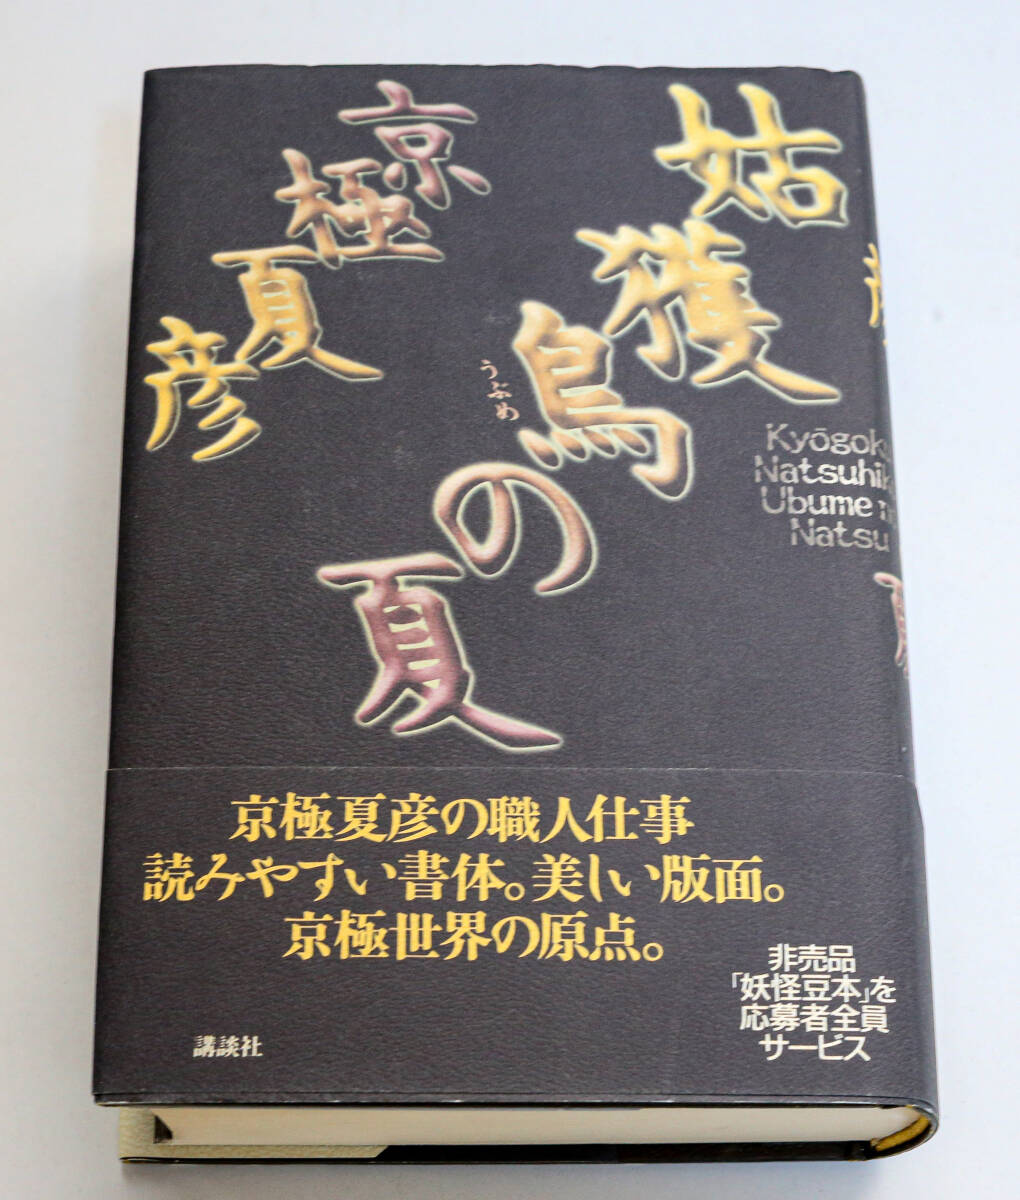 姑獲鳥の夏
うぶめ
京極夏彦
Kyōgok
Natsuhik
Ubume n
Natsu
彦
夏
京極夏彦の職人仕事
読みやすい書体。美しい版面。
京極世界の原点。
非売品
「妖怪豆本」を
応募者全員
サービス
講談社